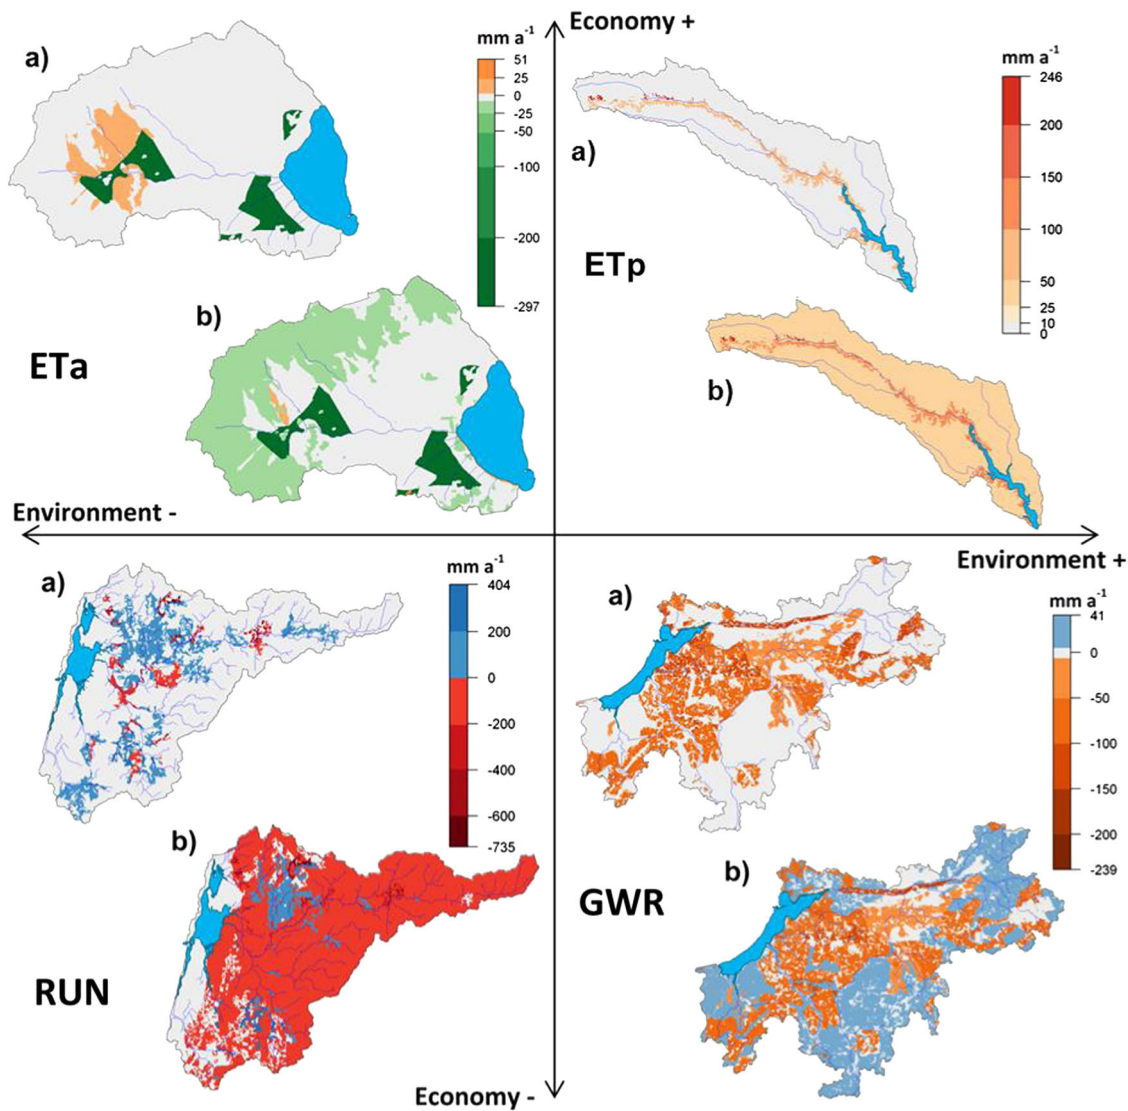 Economy +
a)
mm a-1
51
25
0
-25
-50
-100
-200
-297
b)
ETa
mm a-1
246
200
150
100
50
25
10
0
a)
ETp
b)
Environment -
Environment +
a)
mm a-1
404
200
0
-200
-400
-600
-735
b)
RUN
a)
mm a-1
41
0
-50
-100
-150
-200
-239
b)
GWR
Economy -